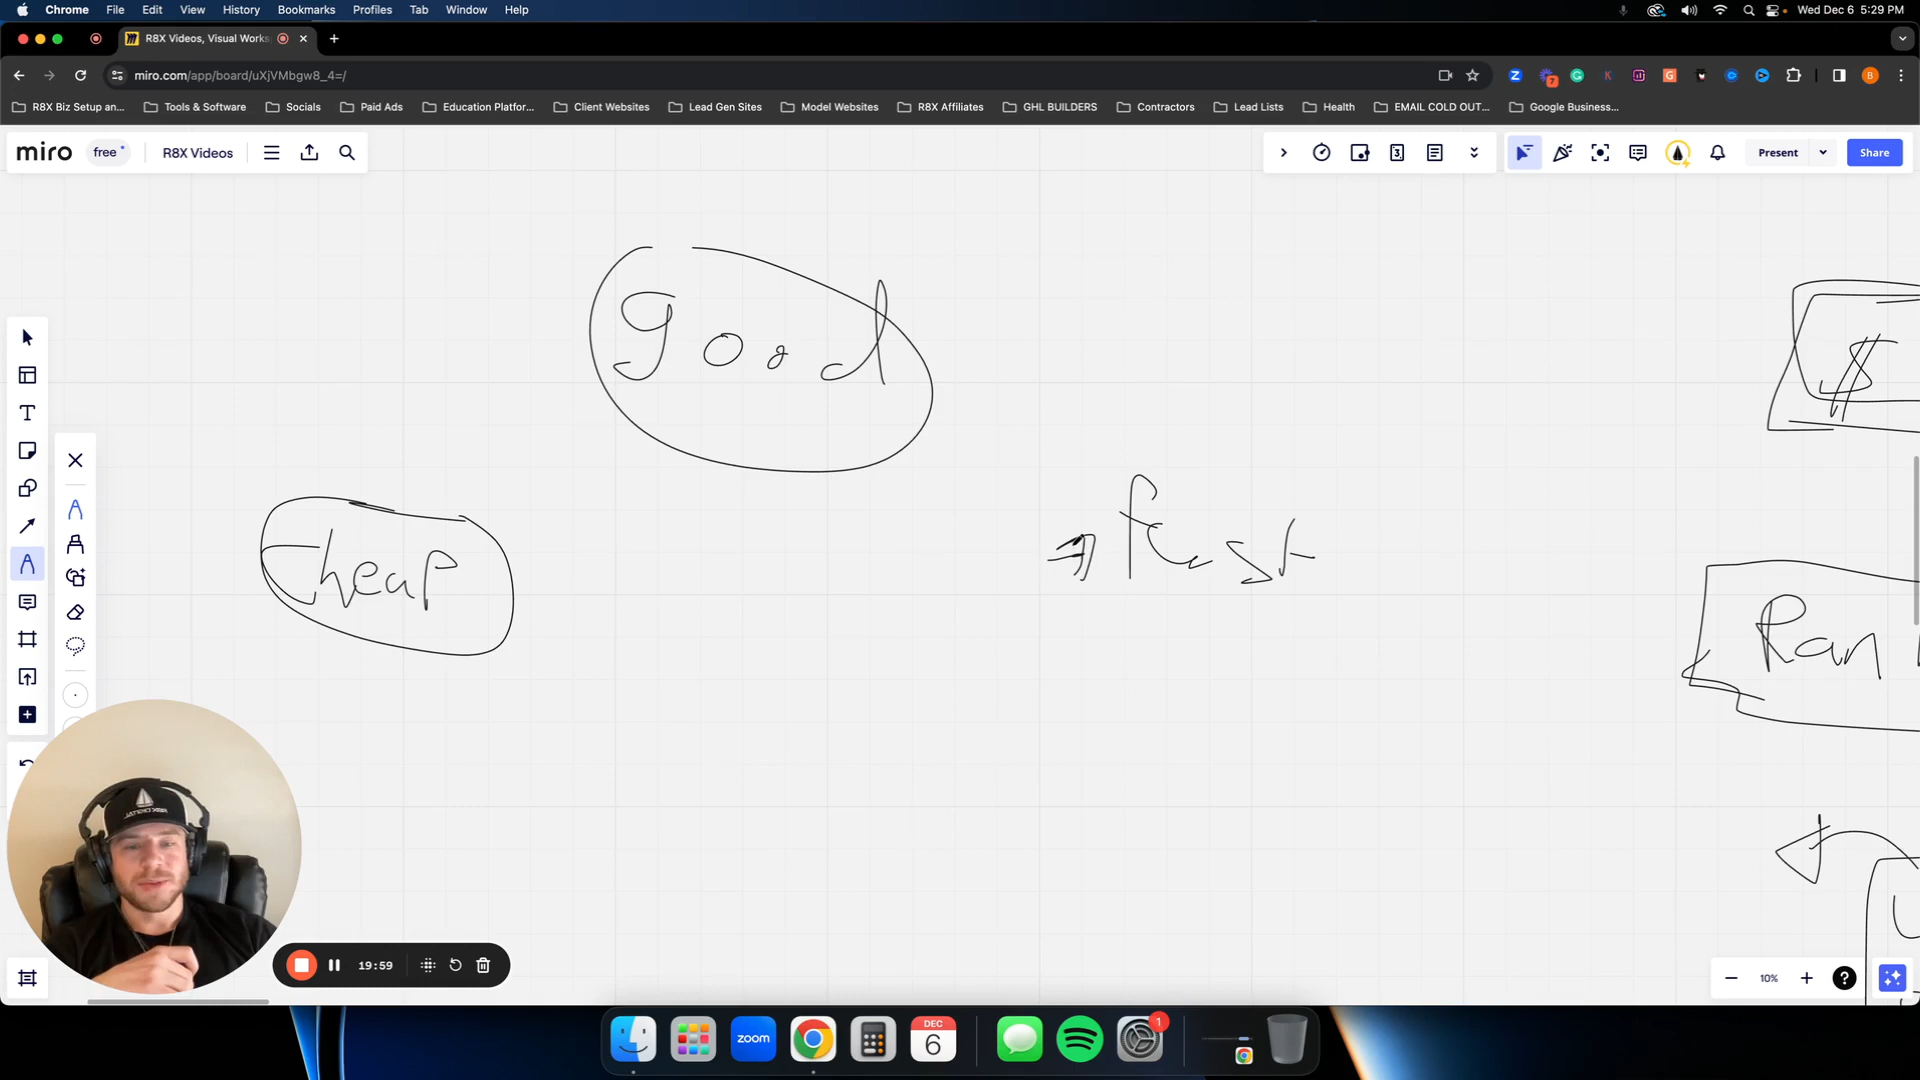 Chrome File Edit View History Bookmarks Profiles Tab Window Help Wed Dec 6 5:29 PM
R8X Videos, Visual Works
miro.com/app/board/uXjVMbgw8_4=/ 7 B
R8X Biz Setup an... Tools & Software Socials Paid Ads Education Platfor... Client Websites Lead Gen Sites Model Websites R8X Affiliates GHL BUILDERS Contractors Lead Lists Health EMAIL COLD OUT... Google Business...
miro free R8X Videos 3 Present Share
Good
$
fast
Cheap
Ran
19:59
10%
zoom
DEC
6
1